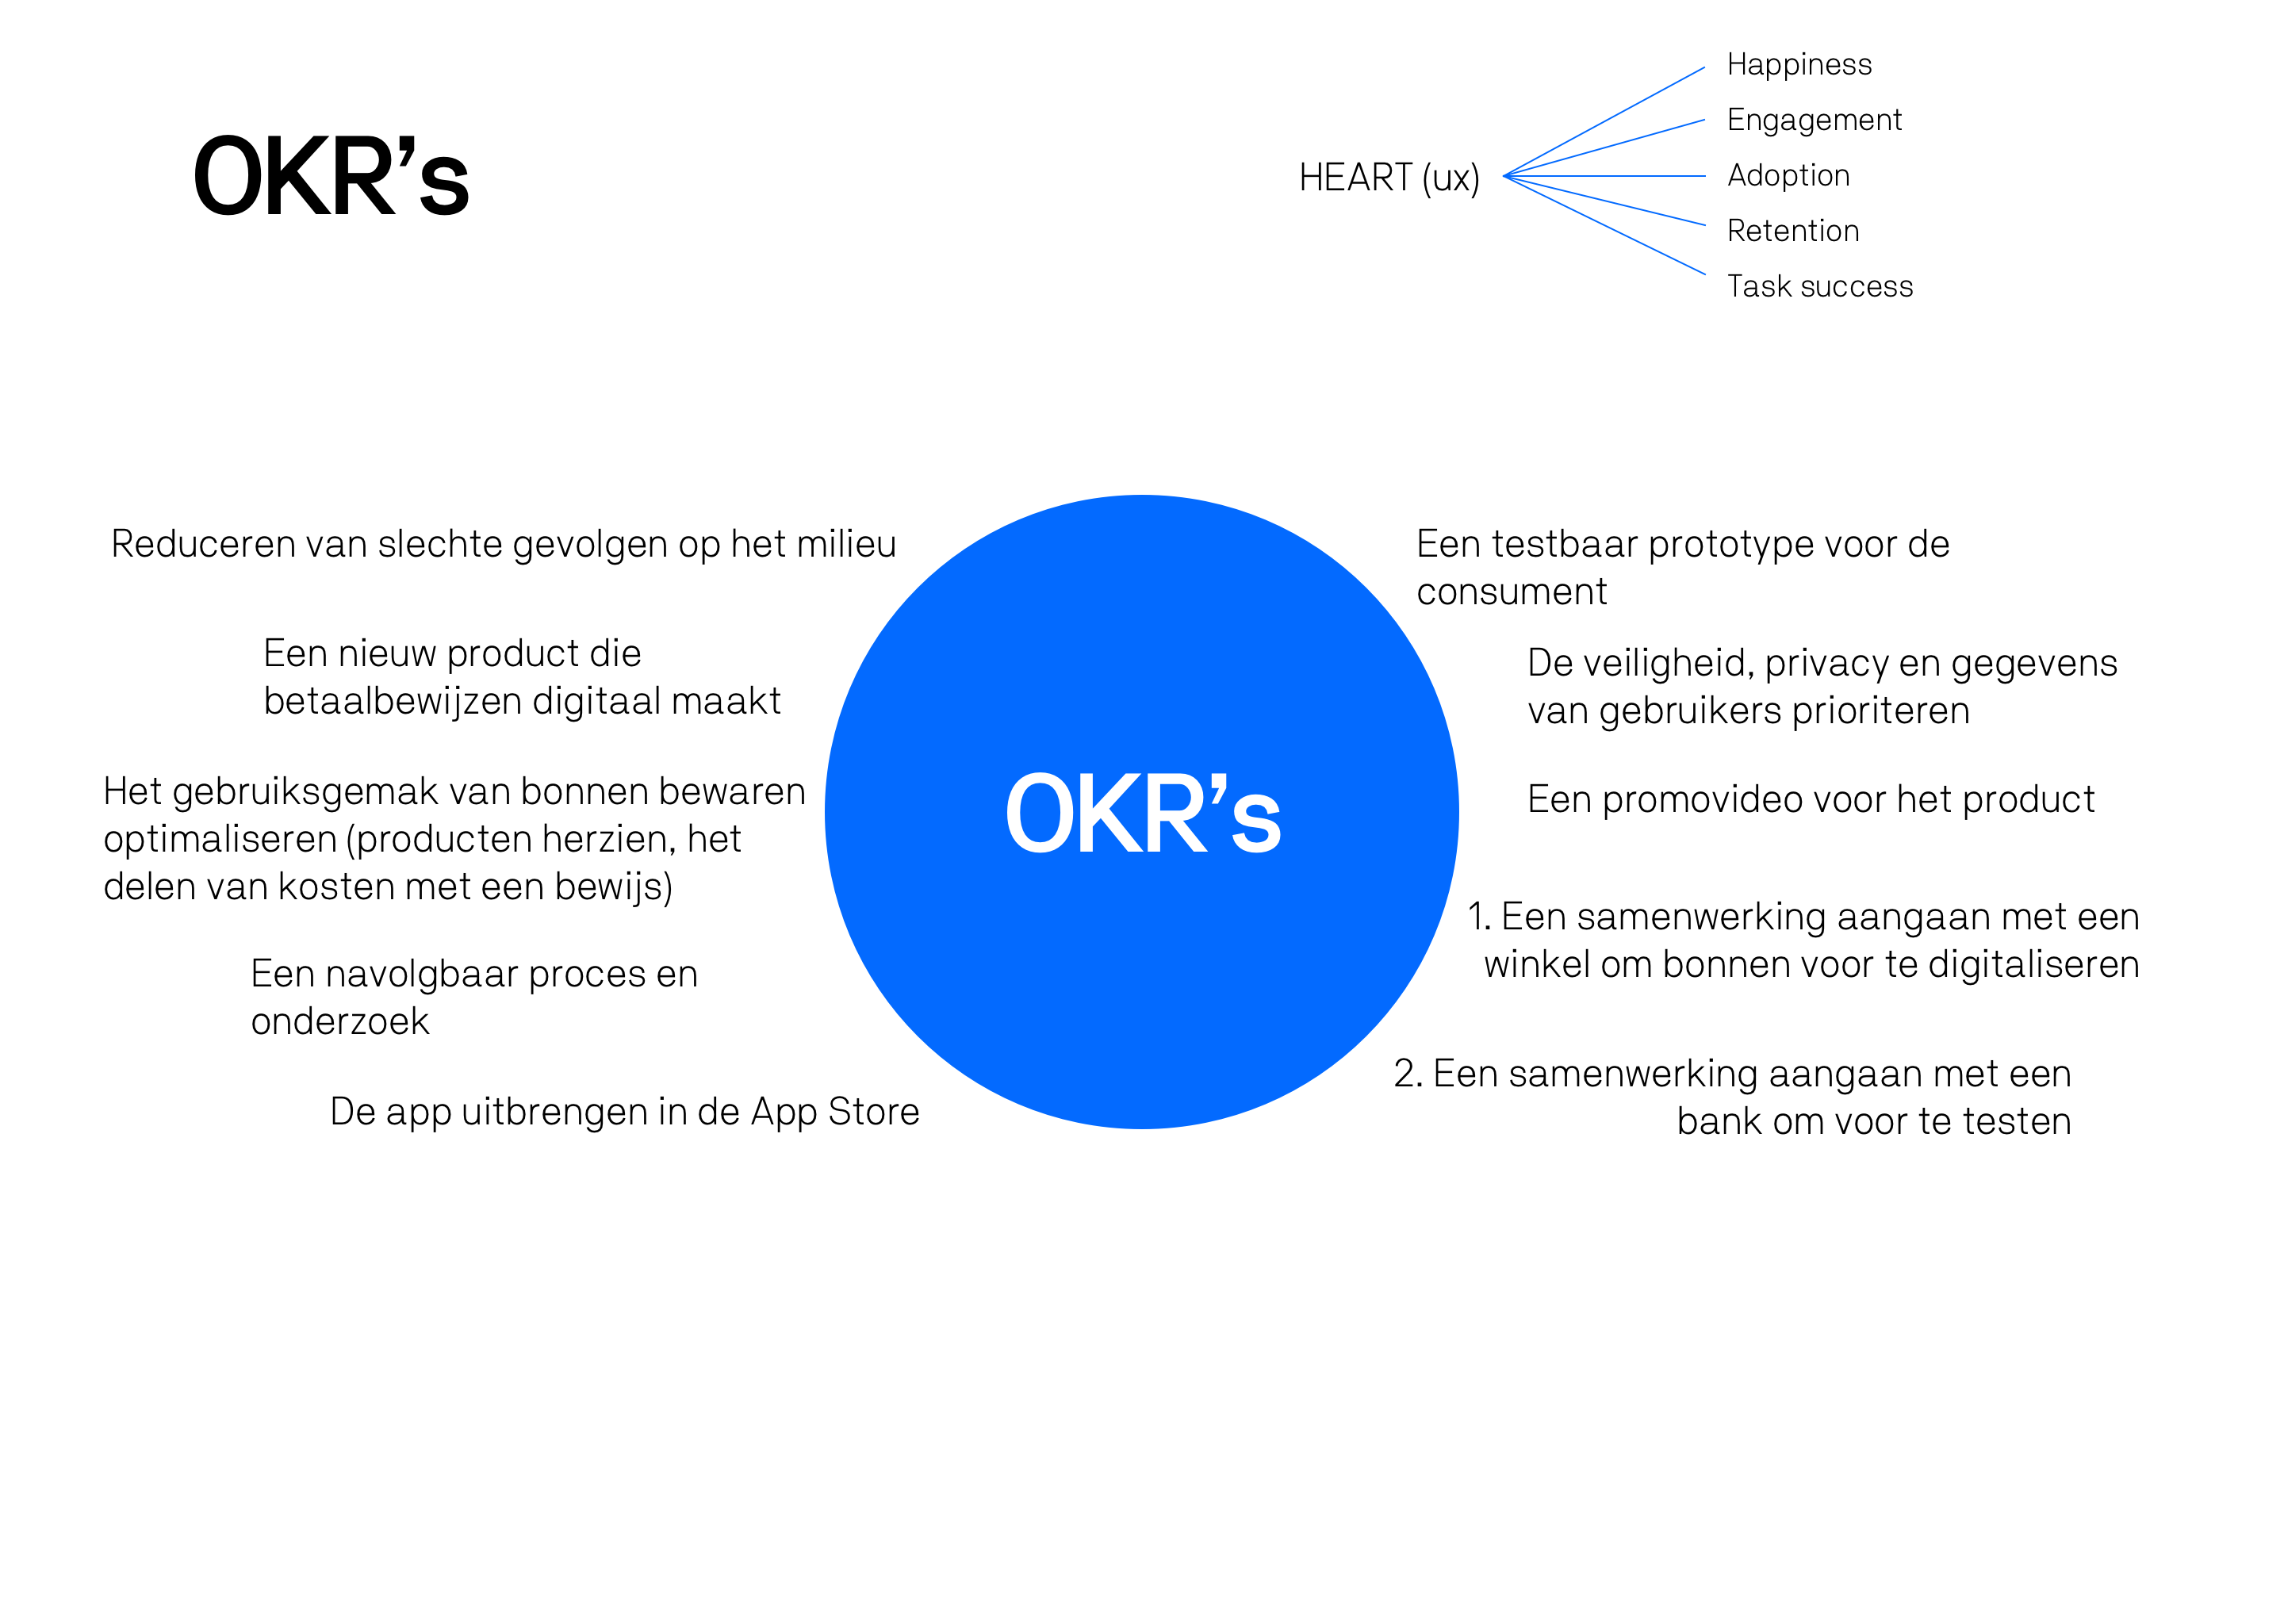 OKR’s
HEART (ux)
Happiness
Engagement
Adoption
Retention
Task success
Reduceren van slechte gevolgen op het milieu
Een nieuw product die
betaalbewijzen digitaal maakt
Het gebruiksgemak van bonnen bewaren
optimaliseren (producten herzien, het
delen van kosten met een bewijs)
Een navolgbaar proces en
onderzoek
De app uitbrengen in de App Store
OKR’s
Een testbaar prototype voor de
consument
De veiligheid, privacy en gegevens
van gebruikers prioriteren
Een promovideo voor het product
1. Een samenwerking aangaan met een
winkel om bonnen voor te digitaliseren
2. Een samenwerking aangaan met een
bank om voor te testen